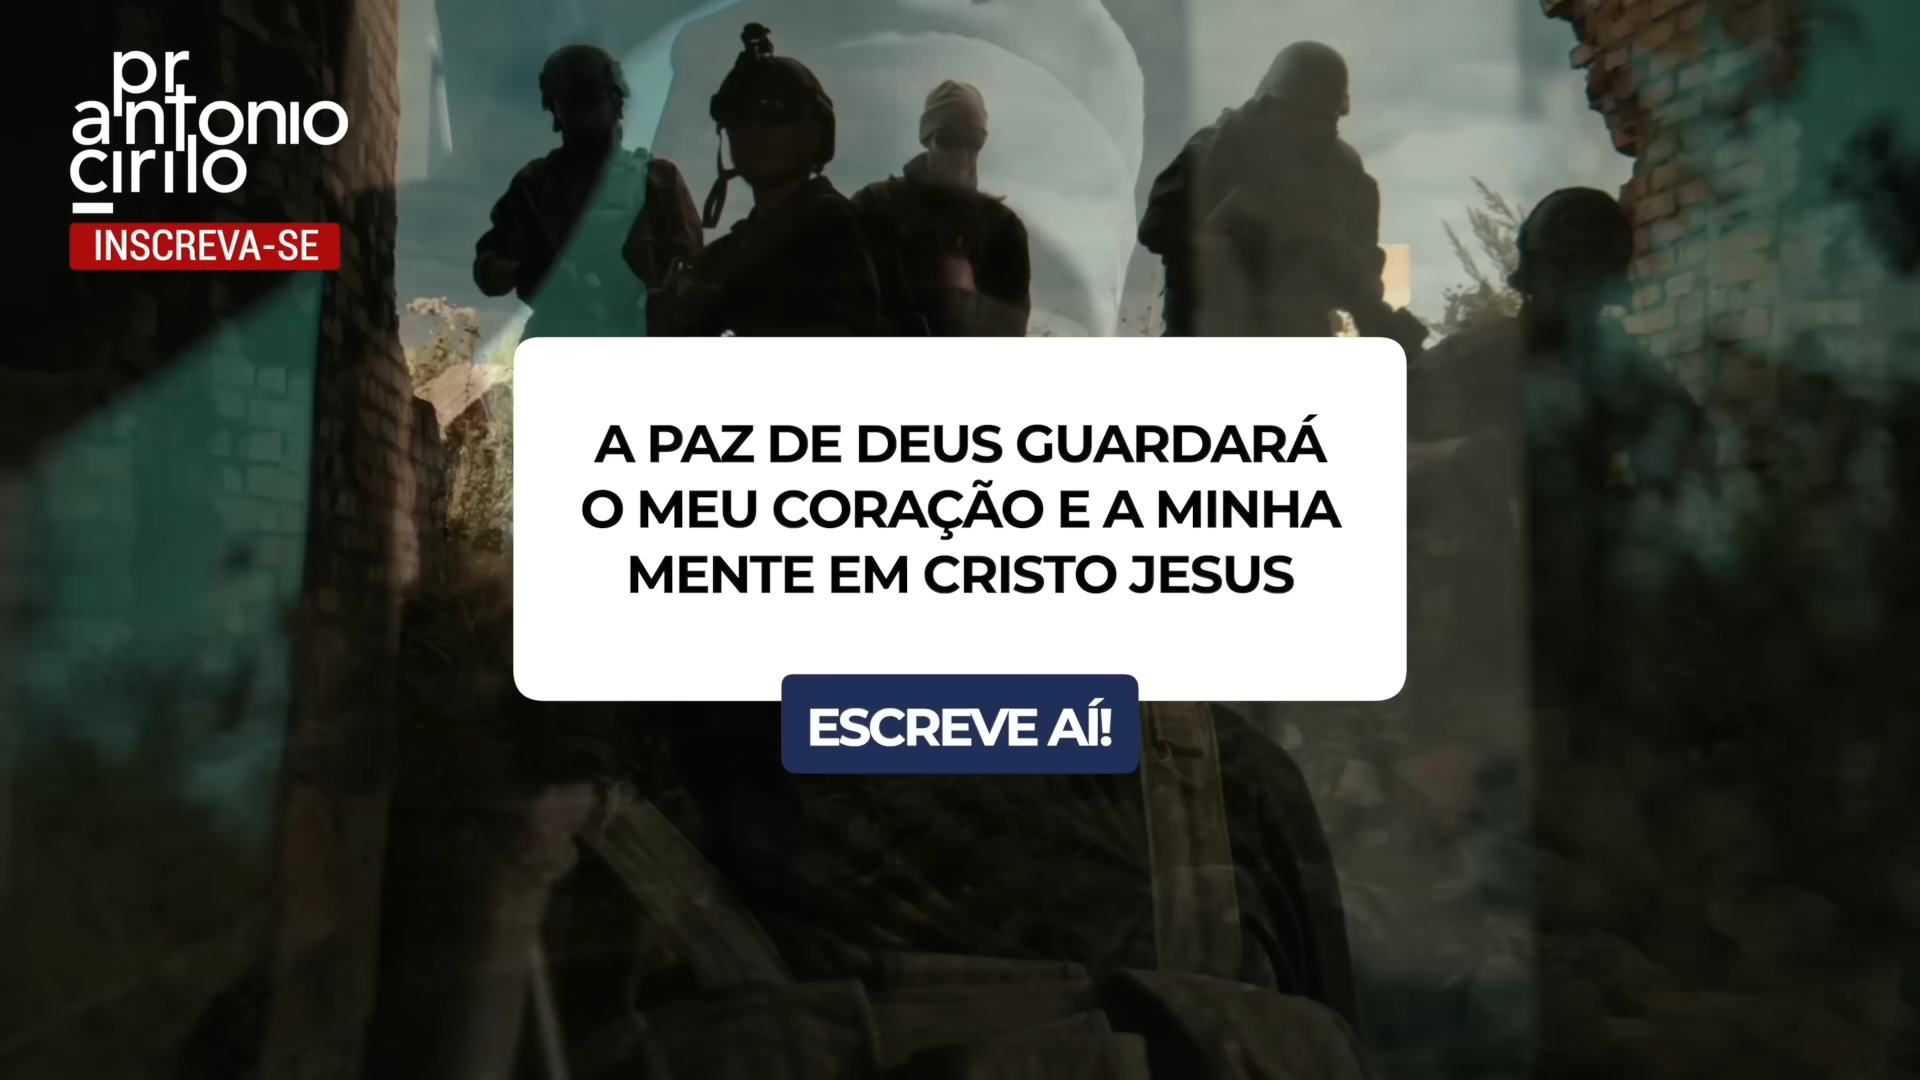 pr
antonio
cirilo
INSCREVA-SE
A PAZ DE DEUS GUARDARÁ
O MEU CORAÇÃO E A MINHA
MENTE EM CRISTO JESUS
ESCREVE AÍ!